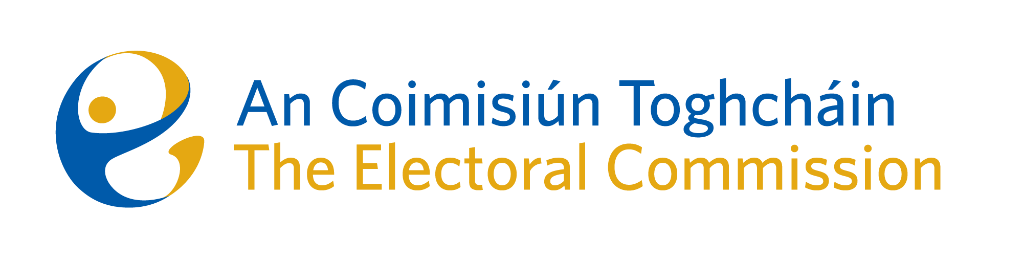 An Coimisiún Toghcháin
The Electoral Commission